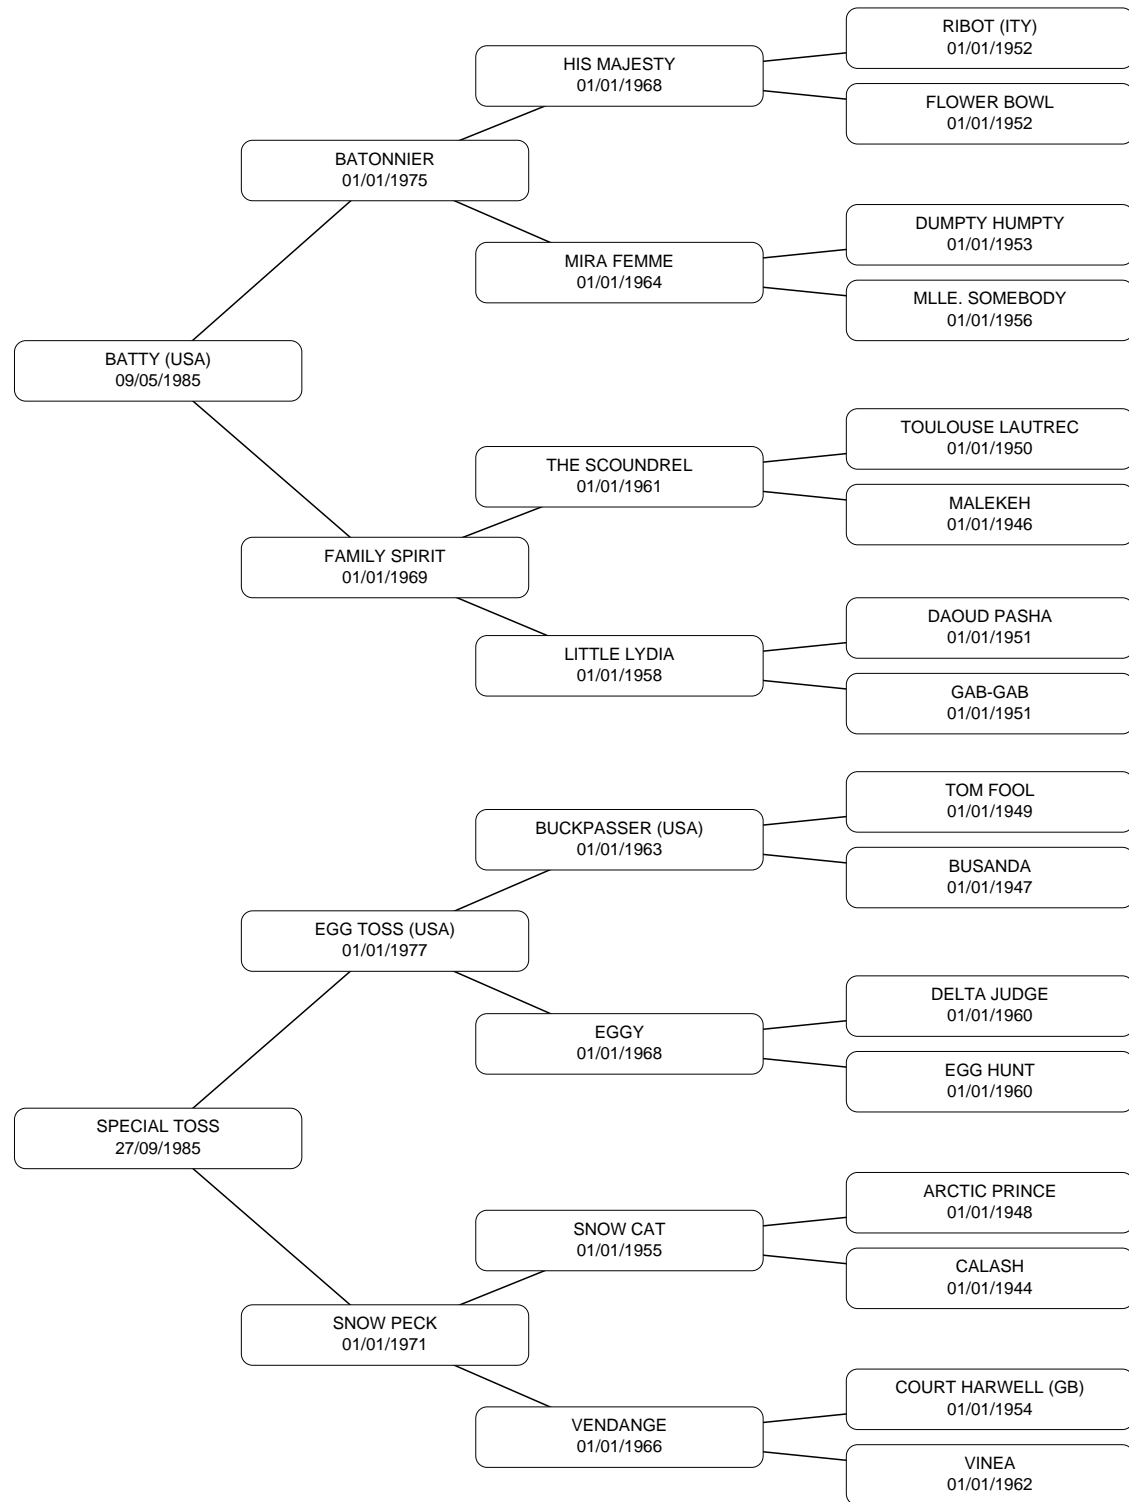 RIBOT (ITY)
01/01/1952
HIS MAJESTY
01/01/1968
FLOWER BOWL
01/01/1952
BATONNIER
01/01/1975
DUMPTY HUMPTY
01/01/1953
MIRA FEMME
01/01/1964
MLLE. SOMEBODY
01/01/1956
BATTY (USA)
09/05/1985
TOULOUSE LAUTREC
01/01/1950
THE SCOUNDREL
01/01/1961
MALEKEH
01/01/1946
FAMILY SPIRIT
01/01/1969
DAOUD PASHA
01/01/1951
LITTLE LYDIA
01/01/1958
GAB-GAB
01/01/1951
TOM FOOL
01/01/1949
BUCKPASSER (USA)
01/01/1963
BUSANDA
01/01/1947
EGG TOSS (USA)
01/01/1977
DELTA JUDGE
01/01/1960
EGGY
01/01/1968
EGG HUNT
01/01/1960
SPECIAL TOSS
27/09/1985
ARCTIC PRINCE
01/01/1948
SNOW CAT
01/01/1955
CALASH
01/01/1944
SNOW PECK
01/01/1971
COURT HARWELL (GB)
01/01/1954
VENDANGE
01/01/1966
VINEA
01/01/1962